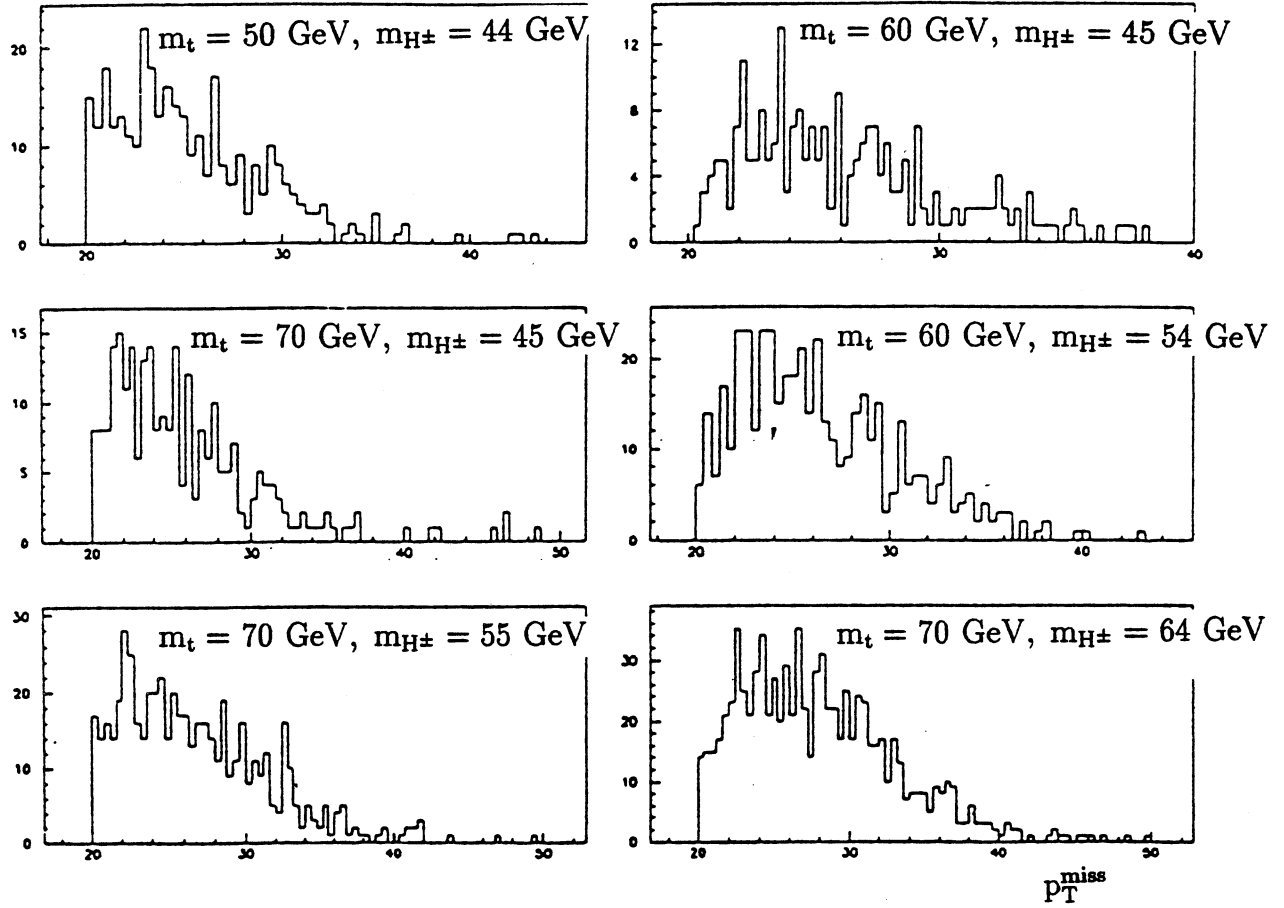 m_t = 50 GeV, m_H± = 44 GeV
20
10
0
20 30 40
m_t = 60 GeV, m_H± = 45 GeV
12
8
4
0
20 30 40
m_t = 70 GeV, m_H± = 45 GeV
15
10
5
0
20 30 40 50
m_t = 60 GeV, m_H± = 54 GeV
20
10
0
20 30 40
m_t = 70 GeV, m_H± = 55 GeV
30
20
10
0
20 30 40 50
m_t = 70 GeV, m_H± = 64 GeV
30
20
10
0
20 30 40 50
p_T^miss